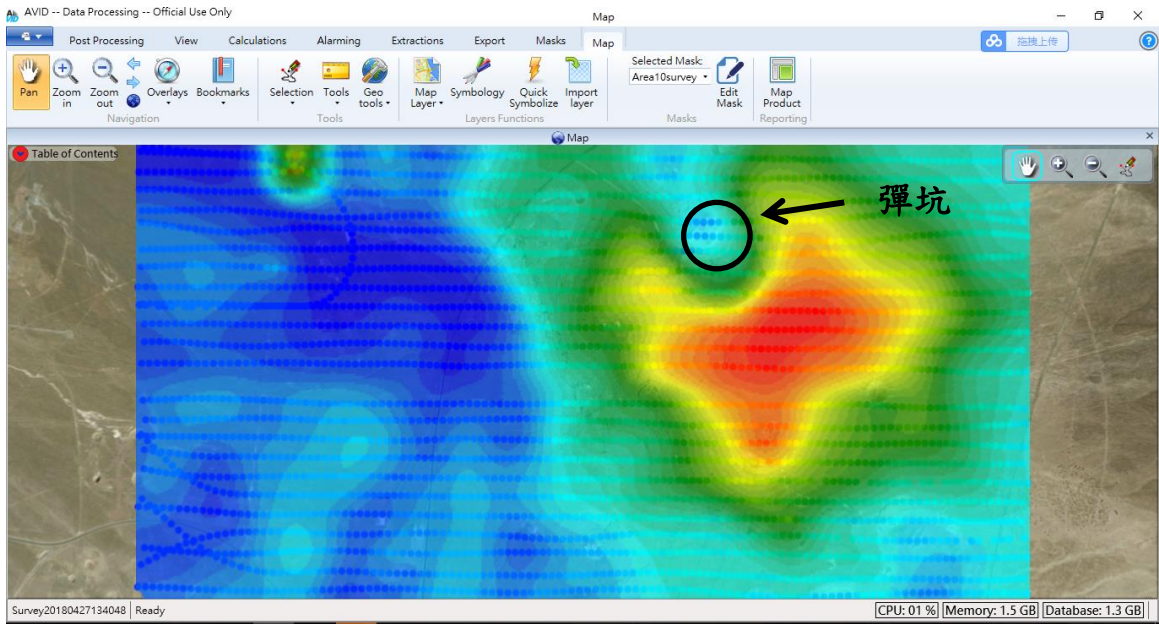 AVID -- Data Processing -- Official Use Only
Map
Post Processing View Calculations Alarming Extractions Export Masks Map
拖拽上传
Pan Zoom in Zoom out Overlays Bookmarks Selection Tools Geo tools Map Layer Symbology Quick Symbolize Import layer
Selected Mask:
Area10survey
Edit Mask Map Product
Navigation Tools Layers Functions Masks Reporting
Map
Table of Contents
彈坑
Survey20180427134048 Ready CPU: 01 % Memory: 1.5 GB Database: 1.3 GB